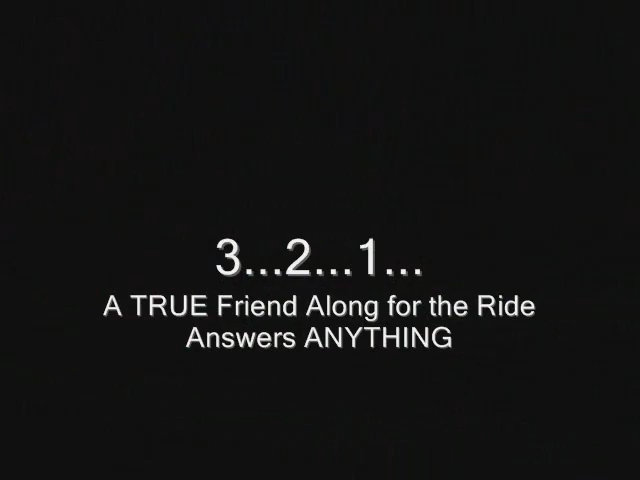 3...2...1...
A TRUE Friend Along for the Ride
Answers ANYTHING